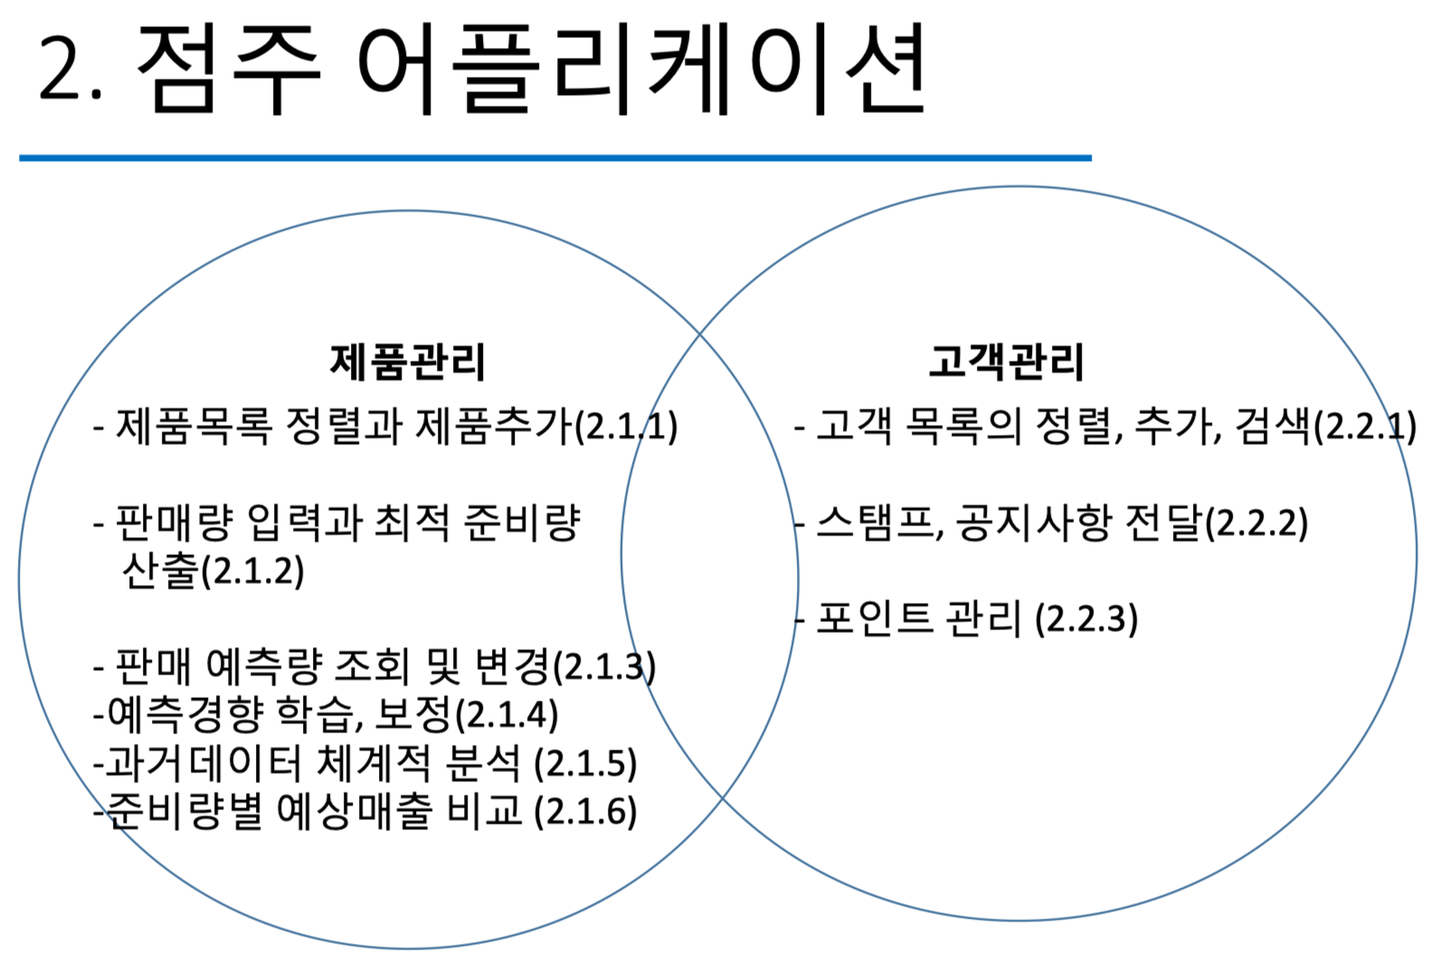 2. 점주 어플리케이션
제품관리
- 제품목록 정렬과 제품추가(2.1.1)
- 판매량 입력과 최적 준비량
산출(2.1.2)
- 판매 예측량 조회 및 변경(2.1.3)
-예측경향 학습, 보정(2.1.4)
-과거데이터 체계적 분석 (2.1.5)
-준비량별 예상매출 비교 (2.1.6)
고객관리
- 고객 목록의 정렬, 추가, 검색(2.2.1)
- 스탬프, 공지사항 전달(2.2.2)
- 포인트 관리 (2.2.3)